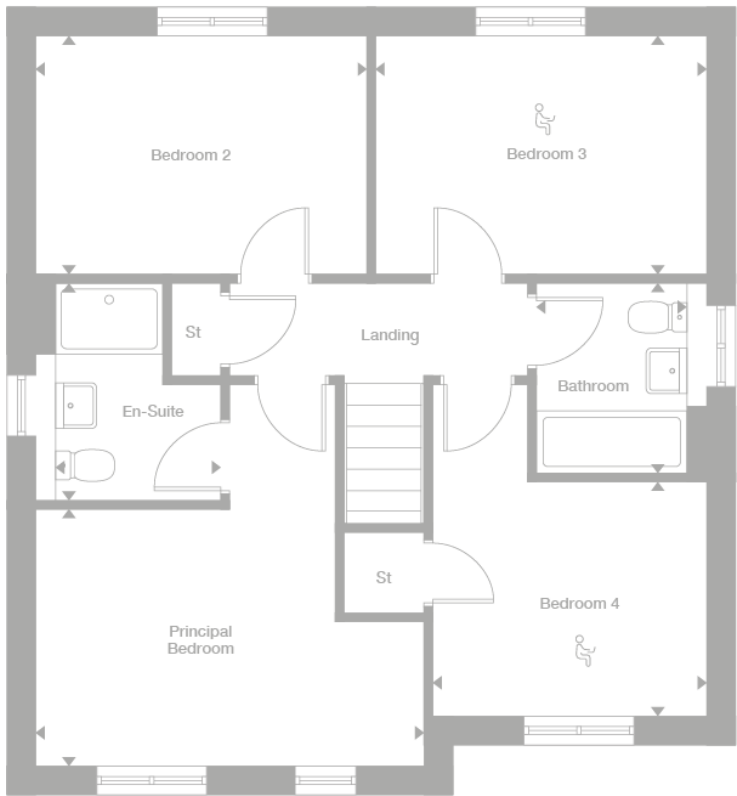 Bedroom 2
Bedroom 3
St
Landing
Bathroom
En-Suite
St
Bedroom 4
Principal
Bedroom